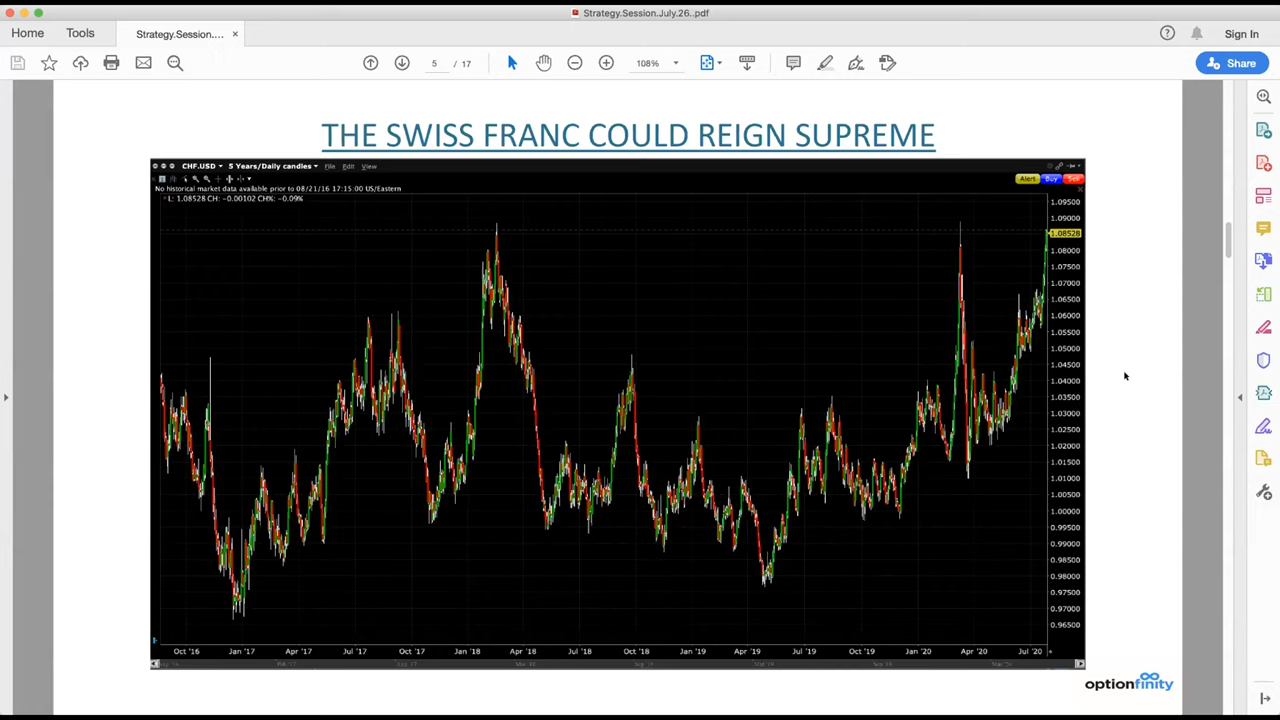 Strategy.Session.July.26..pdf
Home
Tools
Strategy.Session....
×
Sign In
5 / 17
108%
Share
THE SWISS FRANC COULD REIGN SUPREME
CHF.USD 5 Years/Daily candles File Edit View
No historical market data available prior to 08/21/16 17:15:00 US/Eastern
Alert Buy Sell
L: 1.08528 CH: -0.00102 CH%: -0.09%
1.09500
1.09000
1.08528
1.08000
1.07500
1.07000
1.06500
1.06000
1.05500
1.05000
1.04500
1.04000
1.03500
1.03000
1.02500
1.02000
1.01500
1.01000
1.00500
1.00000
0.99500
0.99000
0.98500
0.98000
0.97500
0.97000
0.96500
Oct '16 Jan '17 Apr '17 Jul '17 Oct '17 Jan '18 Apr '18 Jul '18 Oct '18 Jan '19 Apr '19 Jul '19 Oct '19 Jan '20 Apr '20 Jul '20
optionfinity